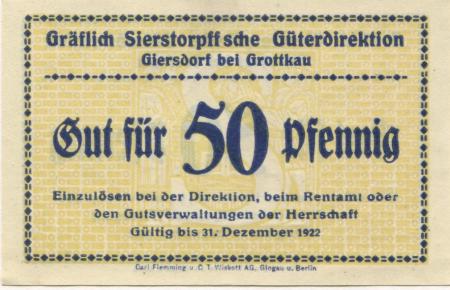 Gräflich Sierstorpff'sche Güterdirektion
Giersdorf bei Grottkau
Gut für 50 Pfennig
Einzulösen bei der Direktion, beim Rentamt oder
den Gutsverwaltungen der Herrschaft
Gültig bis 31. Dezember 1922
Carl Flemming u. C. T. Wiskott AG., Glogau u. Berlin